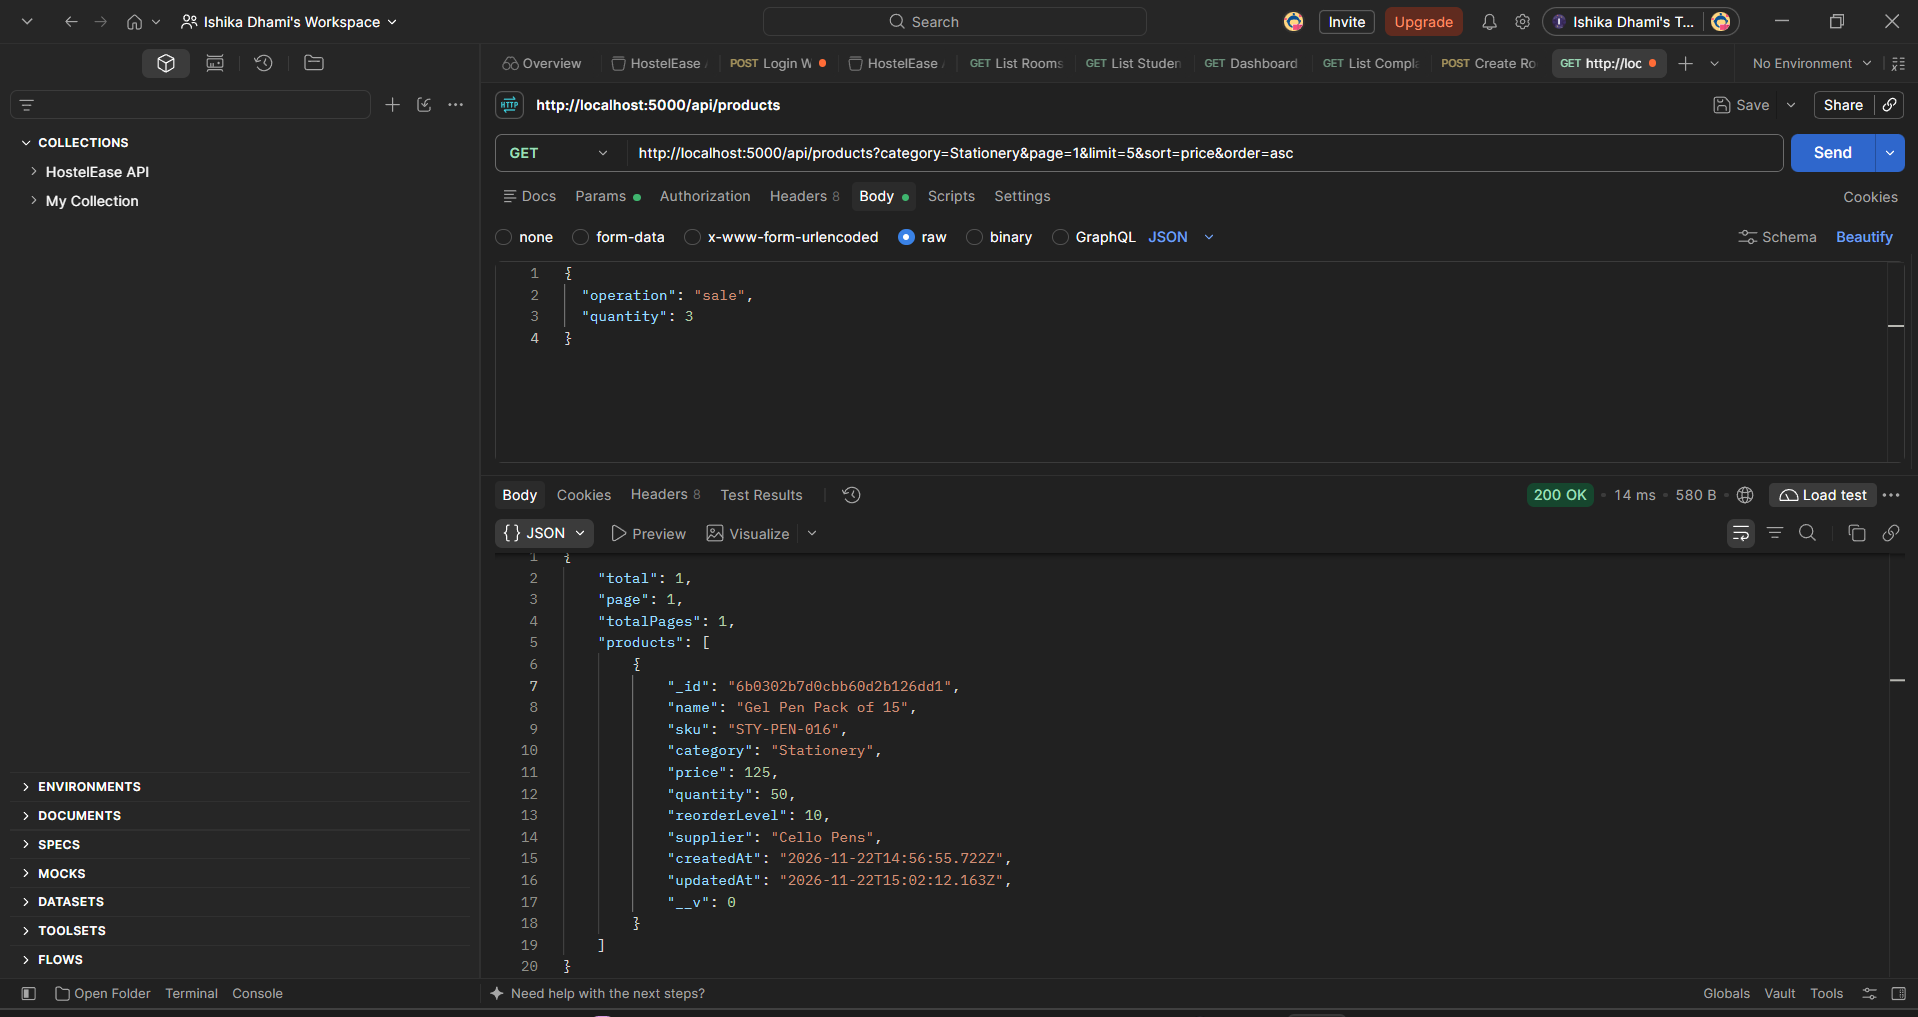 Ishika Dhami's Workspace
Search
Invite
Upgrade
Ishika Dhami's T...
Overview
HostelEase
POST Login W
HostelEase
GET List Rooms
GET List Studen
GET Dashboard
GET List Compla
POST Create Ro
GET http://loc
No Environment
HTTP http://localhost:5000/api/products
Save
Share
COLLECTIONS
HostelEase API
My Collection
GET http://localhost:5000/api/products?category=Stationery&page=1&limit=5&sort=price&order=asc
Send
Docs Params Authorization Headers 8 Body Scripts Settings
Cookies
none form-data x-www-form-urlencoded raw binary GraphQL JSON
Schema Beautify
1 {
2 "operation": "sale",
3 "quantity": 3
4 }
Body Cookies Headers 8 Test Results
200 OK • 14 ms • 580 B
Load test
{} JSON Preview Visualize
1 {
2 "total": 1,
3 "page": 1,
4 "totalPages": 1,
5 "products": [
6 {
7 "_id": "6b0302b7d0cbb60d2b126dd1",
8 "name": "Gel Pen Pack of 15",
9 "sku": "STY-PEN-016",
10 "category": "Stationery",
11 "price": 125,
12 "quantity": 50,
13 "reorderLevel": 10,
14 "supplier": "Cello Pens",
15 "createdAt": "2026-11-22T14:56:55.722Z",
16 "updatedAt": "2026-11-22T15:02:12.163Z",
17 "__v": 0
18 }
19 ]
20 }
ENVIRONMENTS
DOCUMENTS
SPECS
MOCKS
DATASETS
TOOLSETS
FLOWS
Open Folder Terminal Console
Need help with the next steps?
Globals Vault Tools